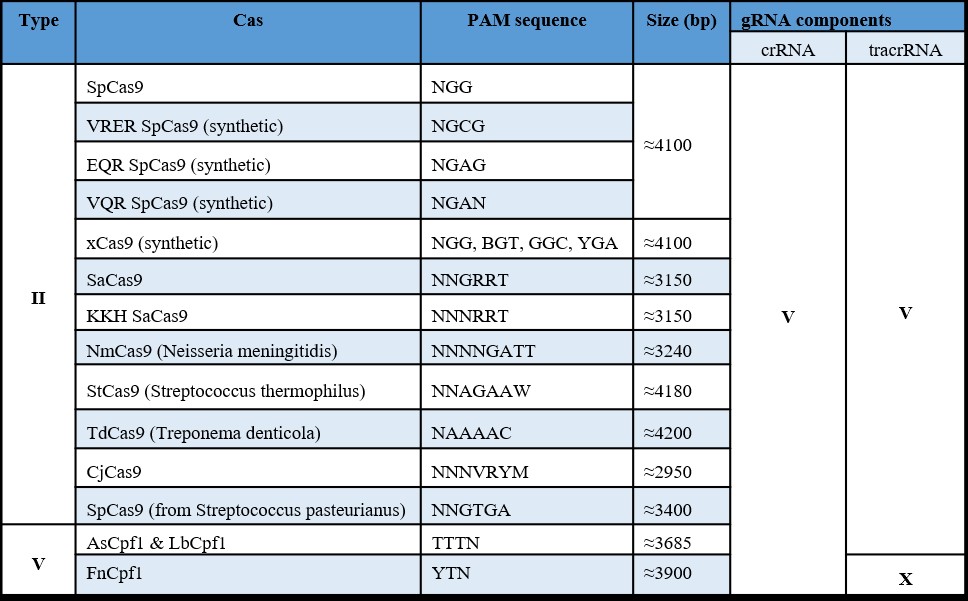 Type Cas PAM sequence Size (bp) gRNA components
crRNA tracrRNA
SpCas9 NGG
VRER SpCas9 (synthetic) NGCG
≈4100
EQR SpCas9 (synthetic) NGAG
VQR SpCas9 (synthetic) NGAN
xCas9 (synthetic) NGG, BGT, GGC, YGA ≈4100
SaCas9 NNGRRT ≈3150
II
KKH SaCas9 NNNRRT ≈3150 V V
NmCas9 (Neisseria meningitidis) NNNNGATT ≈3240
StCas9 (Streptococcus thermophilus) NNAGAAW ≈4180
TdCas9 (Treponema denticola) NAAAAC ≈4200
CjCas9 NNNVRYM ≈2950
SpCas9 (from Streptococcus pasteurianus) NNGTGA ≈3400
AsCpf1 & LbCpf1 TTTN ≈3685
V
FnCpf1 YTN ≈3900 X